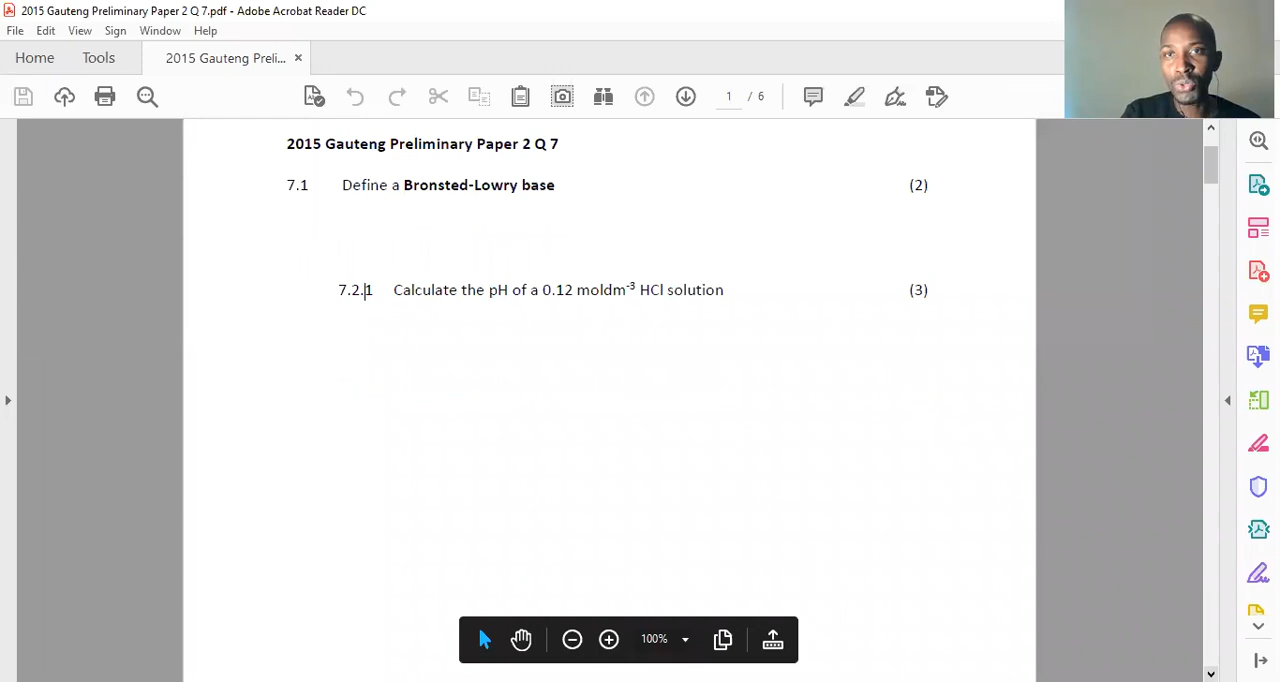 2015 Gauteng Preliminary Paper 2 Q 7.pdf - Adobe Acrobat Reader DC
File Edit View Sign Window Help
Home Tools 2015 Gauteng Preli... ×
1 / 6
2015 Gauteng Preliminary Paper 2 Q 7
7.1 Define a Bronsted-Lowry base (2)
7.2.1 Calculate the pH of a 0.12 moldm⁻³ HCl solution (3)
100%